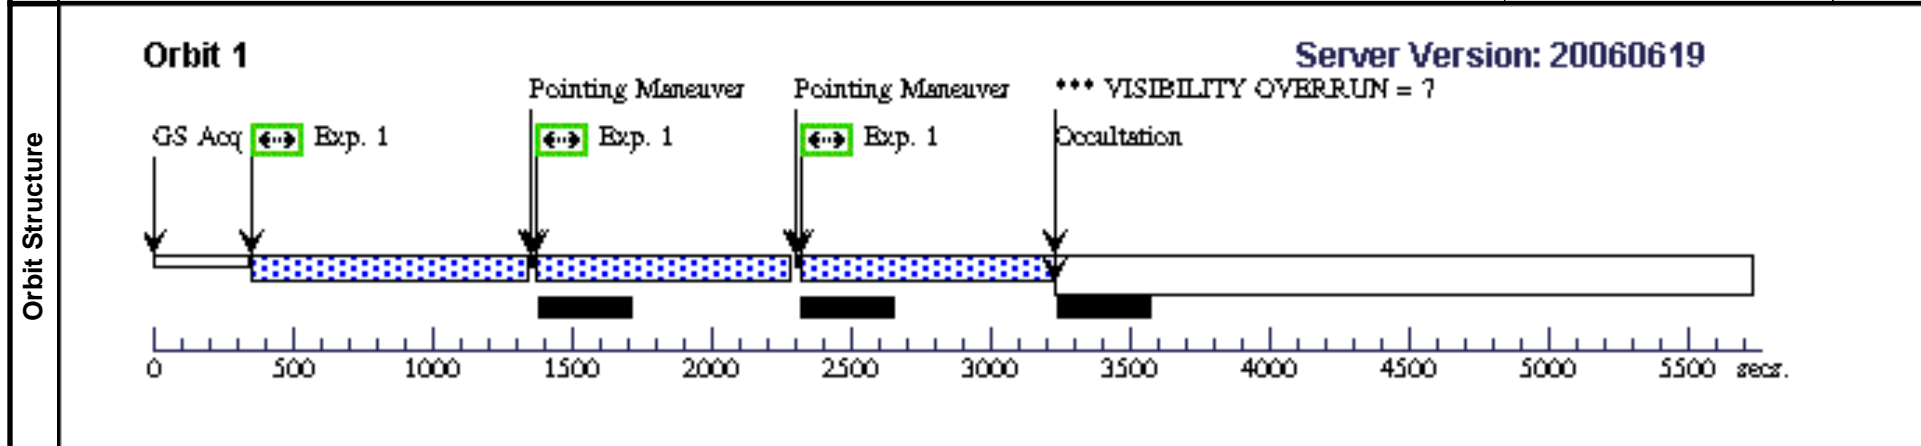 Orbit Structure
Orbit 1
Server Version: 20060619
Pointing Maneuver Pointing Maneuver *** VISIBILITY OVERRUN = 7
GS Acq Exp. 1 Exp. 1 Exp. 1 Occultation
0 500 1000 1500 2000 2500 3000 3500 4000 4500 5000 5500 secs.